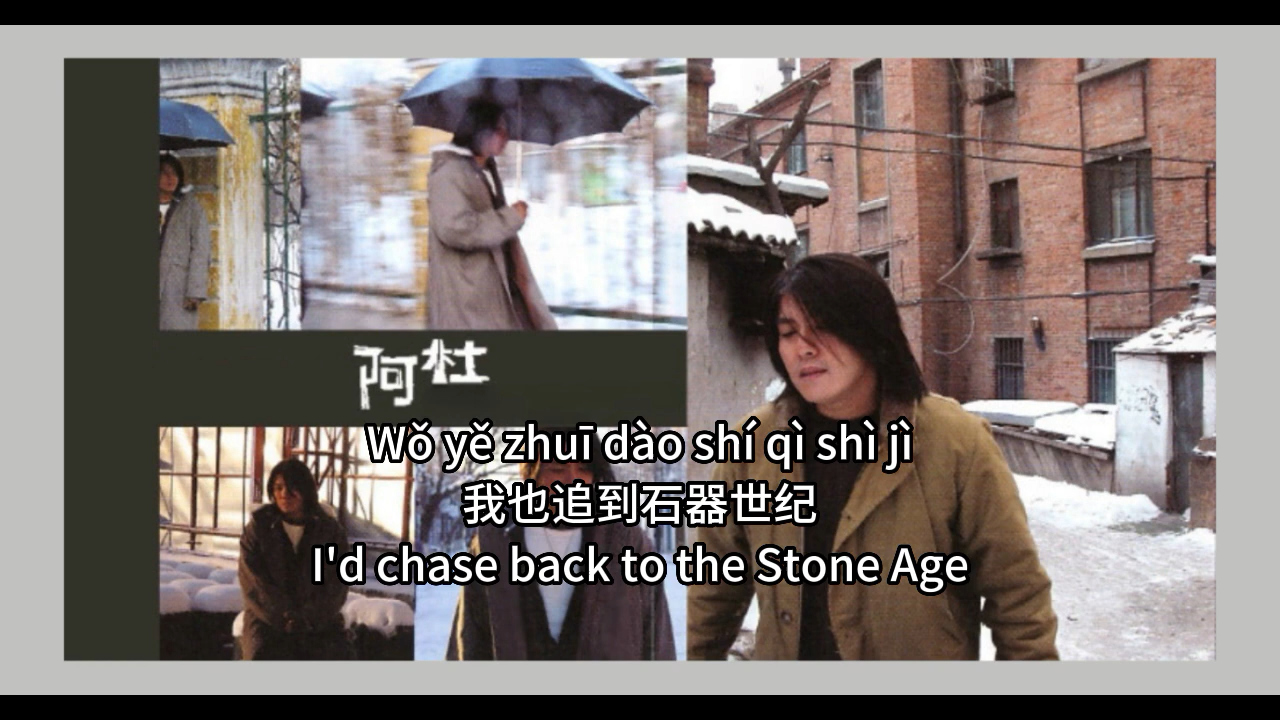 阿杜
Wǒ yě zhuī dào shí qì shì jì
我也追到石器世纪
I'd chase back to the Stone Age